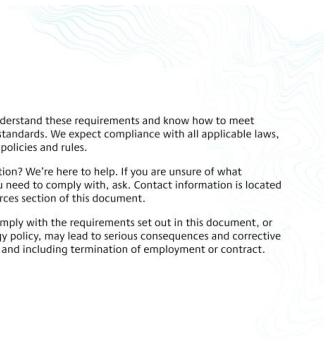 derstand these requirements and know how to meet
standards. We expect compliance with all applicable laws,
policies and rules.
tion? We're here to help. If you are unsure of what
u need to comply with, ask. Contact information is located
rces section of this document.
mply with the requirements set out in this document, or
gy policy, may lead to serious consequences and corrective
and including termination of employment or contract.